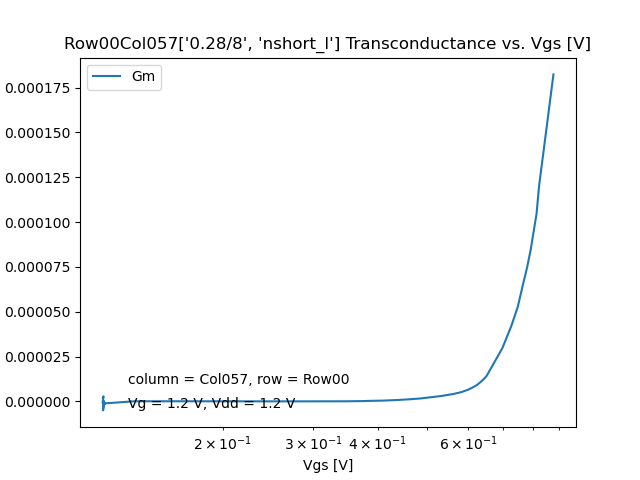 Row00Col057['0.28/8', 'nshort_l'] Transconductance vs. Vgs [V]
Gm
0.000175
0.000150
0.000125
0.000100
0.000075
0.000050
0.000025
0.000000
column = Col057, row = Row00
Vg = 1.2 V, Vdd = 1.2 V
2 × 10⁻¹
3 × 10⁻¹
4 × 10⁻¹
6 × 10⁻¹
Vgs [V]